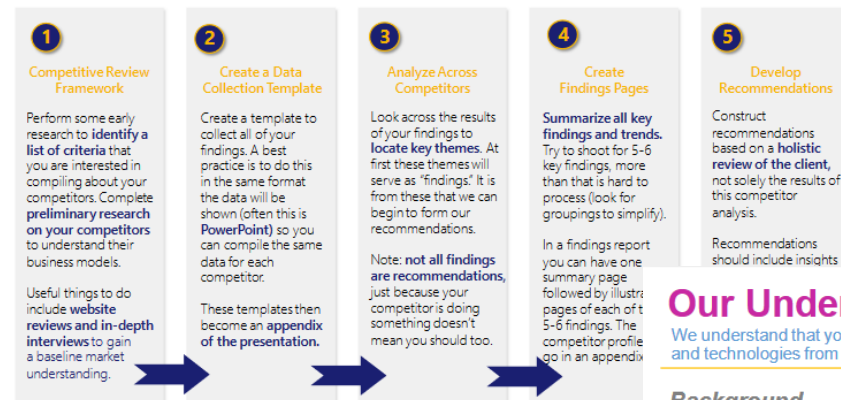 1
Competitive Review
Framework
Perform some early
research to identify a
list of criteria that
you are interested in
compiling about your
competitors. Complete
preliminary research
on your competitors
to understand their
business models.
Useful things to do
include website
reviews and in-depth
interviews to gain
a baseline market
understanding.
2
Create a Data
Collection Template
Create a template to
collect all of your
findings. A best
practice is to do this
in the same format
the data will be
shown (often this is
PowerPoint) so you
can compile the same
data for each
competitor.
These templates then
become an appendix
of the presentation.
3
Analyze Across
Competitors
Look across the results
of your findings to
locate key themes. At
first these themes will
serve as “findings.” It is
from these that we can
begin to form our
recommendations.
Note: not all findings
are recommendations,
just because your
competitor is doing
something doesn't
mean you should too.
4
Create
Findings Pages
Summarize all key
findings and trends.
Try to shoot for 5-6
key findings, more
than that is hard to
process (look for
groupings to simplify).
In a findings report
you can have one
summary page
followed by illustra
pages of each of t
5-6 findings. The
competitor profile
go in an appendix
5
Develop
Recommendations
Construct
recommendations
based on a holistic
review of the client,
not solely the results of
this competitor
analysis.
Recommendations
should include insights
Our Under
We understand that yo
and technologies from
Background